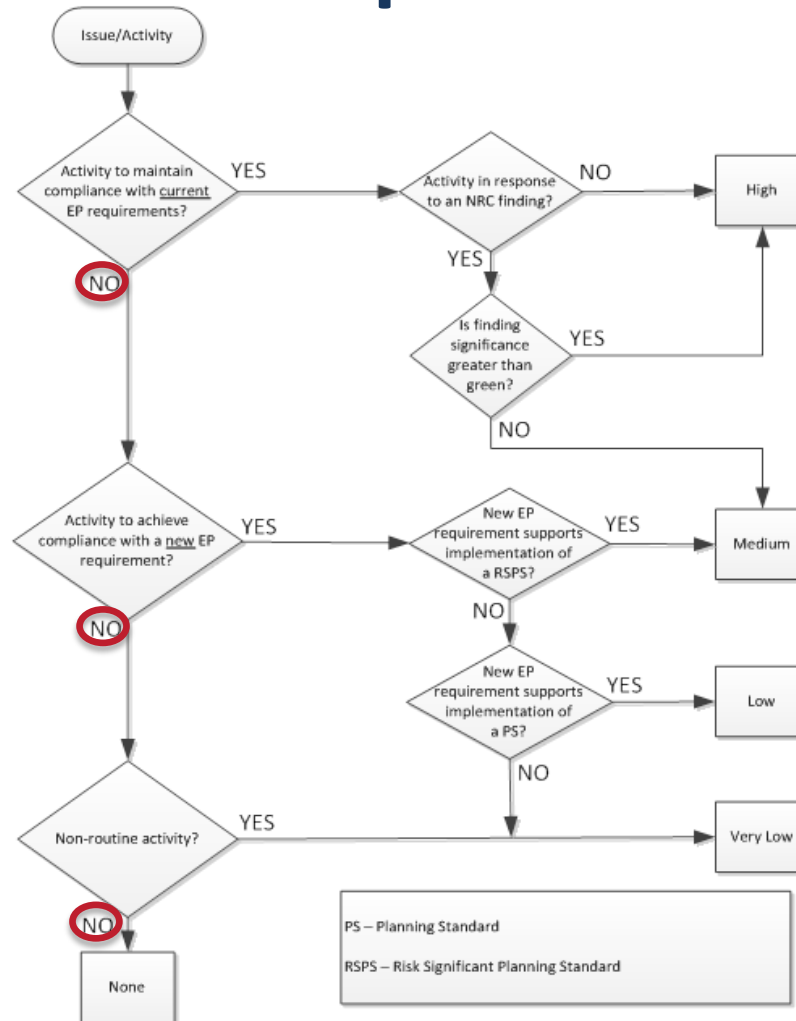 Issue/Activity
Activity to maintain
compliance with current
EP requirements?
YES
NO
Activity in response
to an NRC finding?
NO
High
YES
Is finding
significance
greater than
green?
YES
NO
Activity to achieve
compliance with a new EP
requirement?
YES
NO
New EP
requirement supports
implementation of
a RSPS?
YES
Medium
NO
New EP
requirement supports
implementation of
a PS?
YES
Low
NO
Non-routine activity?
YES
Very Low
NO
None
PS – Planning Standard
RSPS – Risk Significant Planning Standard